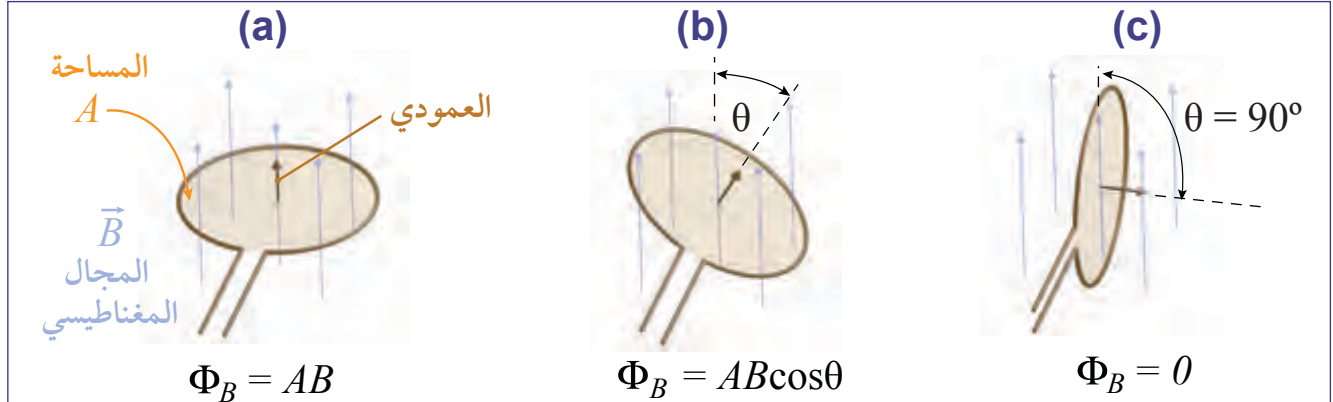 (a)
المساحة
A
العمودي
B⃗
المجال
المغناطيسي
Φ_B = AB
(b)
θ
Φ_B = ABcosθ
(c)
θ = 90º
Φ_B = 0